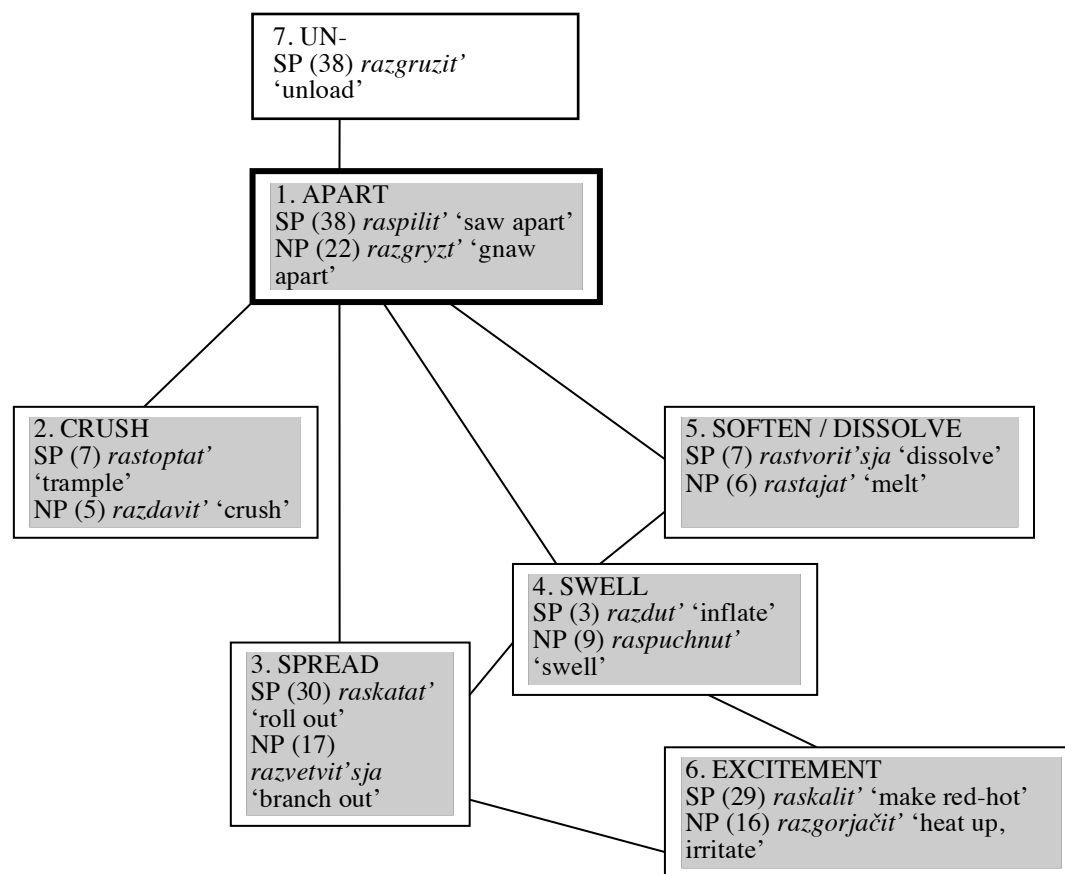 7. UN-
SP (38) razgruzit’
‘unload’
1. APART
SP (38) raspilit’ ‘saw apart’
NP (22) razgryzt’ ‘gnaw
apart’
2. CRUSH
SP (7) rastoptat’
‘trample’
NP (5) razdavit’ ‘crush’
5. SOFTEN / DISSOLVE
SP (7) rastvorit’sja ‘dissolve’
NP (6) rastajat’ ‘melt’
4. SWELL
SP (3) razdut’ ‘inflate’
NP (9) raspuchnut’
‘swell’
3. SPREAD
SP (30) raskatat’
‘roll out’
NP (17)
razvetvit’sja
‘branch out’
6. EXCITEMENT
SP (29) raskalit’ ‘make red-hot’
NP (16) razgorjačit’ ‘heat up,
irritate’